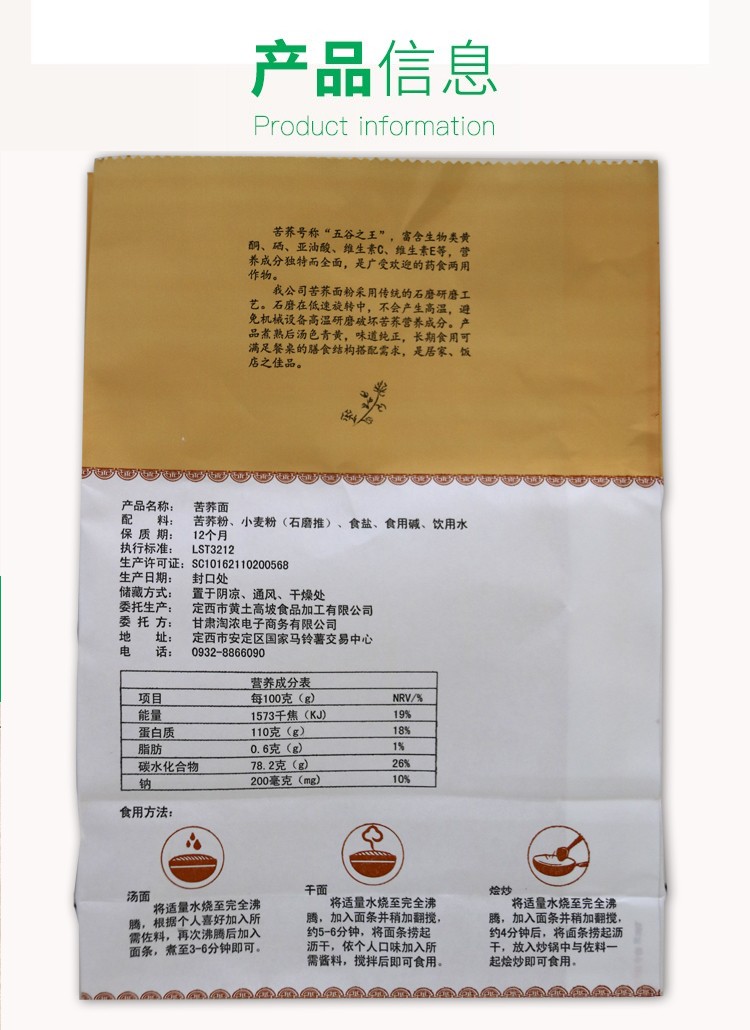 产品信息
Product information
苦荞号称“五谷之王”，富含生物类黄
酮、硒、亚油酸、维生素C、维生素E等，营
养成分独特而全面，是广受欢迎的药食两用
作物。
我公司苦荞面粉采用传统的石磨研磨工
艺。石磨在低速旋转中，不会产生高温，避
免机械设备高温研磨破坏苦荞营养成分。产
品煮熟后汤色青黄，味道纯正，长期食用可
满足餐桌的膳食结构搭配需求，是居家、饭
店之佳品。
产品名称： 苦荞面
配 料： 苦荞粉、小麦粉（石磨推）、食盐、食用碱、饮用水
保 质 期： 12个月
执行标准： LST3212
生产许可证：SC10162110200568
生产日期： 封口处
储藏方式： 置于阴凉、通风、干燥处
委托生产： 定西市黄土高坡食品加工有限公司
委 托 方： 甘肃淘浓电子商务有限公司
地 址： 定西市安定区国家马铃薯交易中心
电 话： 0932-8866090
营养成分表
项目 每100克（g） NRV/%
能量 1573千焦（KJ） 19%
蛋白质 110克（g） 18%
脂肪 0.6克（g） 1%
碳水化合物 78.2克（g） 26%
钠 200毫克（mg） 10%
食用方法：
汤面
将适量水烧至完全沸
腾，根据个人喜好加入所
需佐料，再次沸腾后加入
面条，煮至3-6分钟即可。
干面
将适量水烧至完全沸
腾，加入面条并稍加翻搅，
约5-6分钟，将面条捞起
沥干，依个人口味加入所
需酱料，搅拌后即可食用。
烩炒
将适量水烧至完全沸
腾，加入面条并稍加翻搅，
约4分钟后，将卤条捞起沥
干，放入炒锅中与佐料一
起烩炒即可食用。